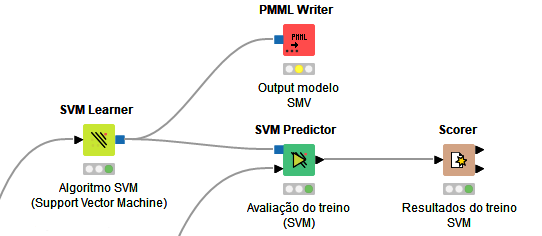 PMML Writer
PMML
Output modelo
SMV
SVM Learner
Algoritmo SVM
(Support Vector Machine)
SVM Predictor
Avaliação do treino
(SVM)
Scorer
Resultados do treino
SVM